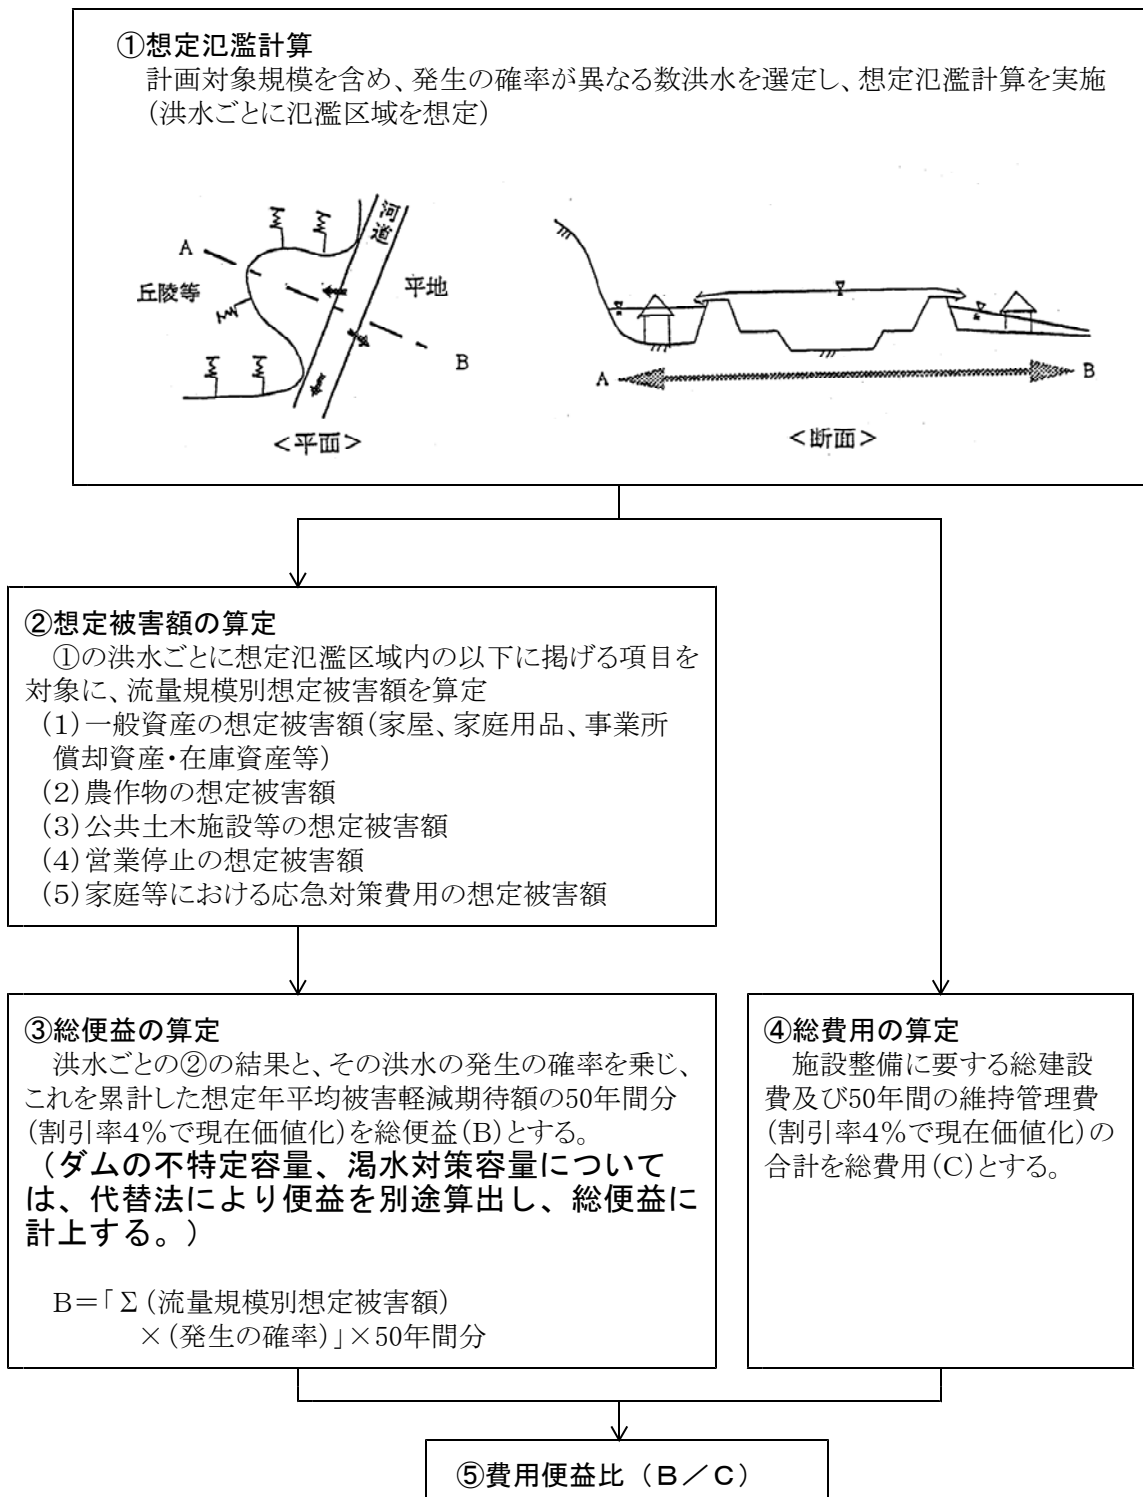 ①想定氾濫計算
計画対象規模を含め、発生の確率が異なる数洪水を選定し、想定氾濫計算を実施
(洪水ごとに氾濫区域を想定)
河道
A
丘陵等
平地
B
<平面>
A
B
<断面>
②想定被害額の算定
①の洪水ごとに想定氾濫区域内の以下に掲げる項目を
対象に、流量規模別想定被害額を算定
(1)一般資産の想定被害額(家屋、家庭用品、事業所
償却資産・在庫資産等)
(2)農作物の想定被害額
(3)公共土木施設等の想定被害額
(4)営業停止の想定被害額
(5)家庭等における応急対策費用の想定被害額
③総便益の算定
洪水ごとの②の結果と、その洪水の発生の確率を乗じ、
これを累計した想定年平均被害軽減期待額の50年間分
(割引率4%で現在価値化)を総便益(B)とする。
(ダムの不特定容量、渇水対策容量について
は、代替法により便益を別途算出し、総便益に
計上する。)
B=「Σ(流量規模別想定被害額)
×(発生の確率)」×50年間分
④総費用の算定
施設整備に要する総建設
費及び50年間の維持管理費
(割引率4%で現在価値化)の
合計を総費用(C)とする。
⑤費用便益比(B/C)